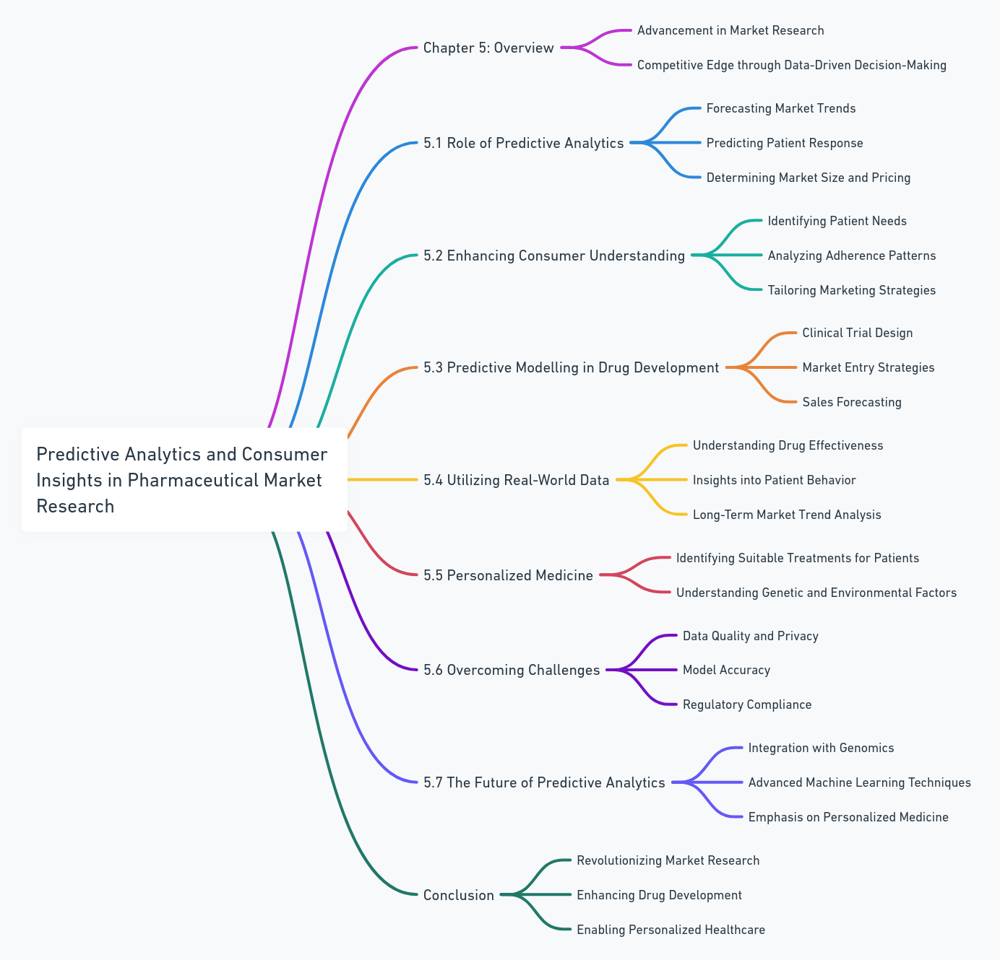 Predictive Analytics and Consumer
Insights in Pharmaceutical Market
Research
Chapter 5: Overview
Advancement in Market Research
Competitive Edge through Data-Driven Decision-Making
5.1 Role of Predictive Analytics
Forecasting Market Trends
Predicting Patient Response
Determining Market Size and Pricing
5.2 Enhancing Consumer Understanding
Identifying Patient Needs
Analyzing Adherence Patterns
Tailoring Marketing Strategies
5.3 Predictive Modelling in Drug Development
Clinical Trial Design
Market Entry Strategies
Sales Forecasting
5.4 Utilizing Real-World Data
Understanding Drug Effectiveness
Insights into Patient Behavior
Long-Term Market Trend Analysis
5.5 Personalized Medicine
Identifying Suitable Treatments for Patients
Understanding Genetic and Environmental Factors
5.6 Overcoming Challenges
Data Quality and Privacy
Model Accuracy
Regulatory Compliance
5.7 The Future of Predictive Analytics
Integration with Genomics
Advanced Machine Learning Techniques
Emphasis on Personalized Medicine
Conclusion
Revolutionizing Market Research
Enhancing Drug Development
Enabling Personalized Healthcare